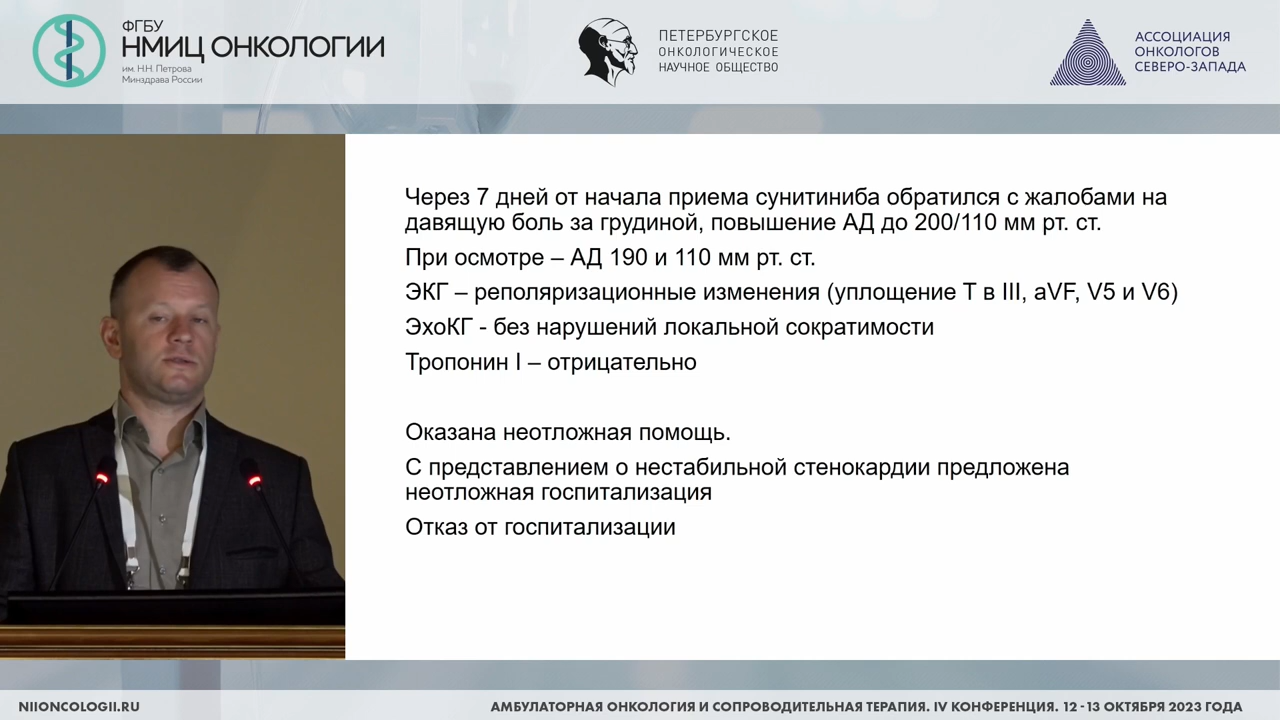 ФГБУ
НМИЦ ОНКОЛОГИИ
им. Н.Н. Петрова
Минздрава России
ПЕТЕРБУРГСКОЕ
ОНКОЛОГИЧЕСКОЕ
НАУЧНОЕ ОБЩЕСТВО
АССОЦИАЦИЯ
ОНКОЛОГОВ
СЕВЕРО-ЗАПАДА
Через 7 дней от начала приема сунитиниба обратился с жалобами на
давящую боль за грудиной, повышение АД до 200/110 мм рт. ст.
При осмотре – АД 190 и 110 мм рт. ст.
ЭКГ – реполяризационные изменения (уплощение Т в III, aVF, V5 и V6)
ЭхоКГ - без нарушений локальной сократимости
Тропонин I – отрицательно
Оказана неотложная помощь.
С представлением о нестабильной стенокардии предложена
неотложная госпитализация
Отказ от госпитализации
NIIONCOLOGII.RU
АМБУЛАТОРНАЯ ОНКОЛОГИЯ И СОПРОВОДИТЕЛЬНАЯ ТЕРАПИЯ. IV КОНФЕРЕНЦИЯ. 12 - 13 ОКТЯБРЯ 2023 ГОДА